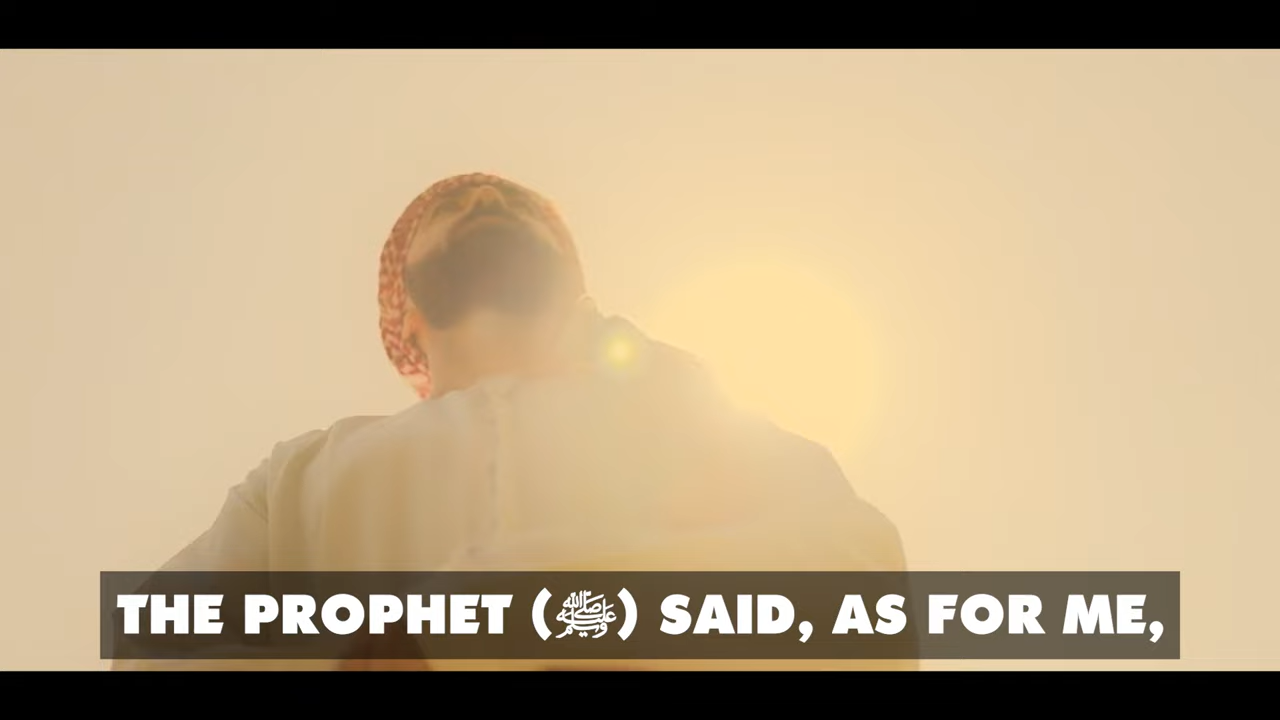 THE PROPHET (ﷺ) SAID, AS FOR ME,